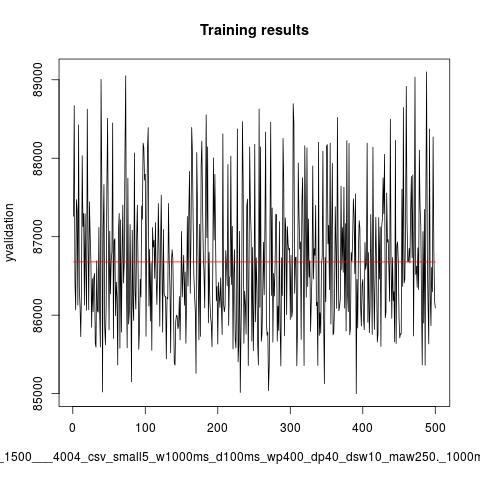 Training results
yvalidation
89000
88000
87000
86000
85000
0 100 200 300 400 500
_1500___4004_csv_small5_w1000ms_d100ms_wp400_dp40_dsw10_maw250._1000m